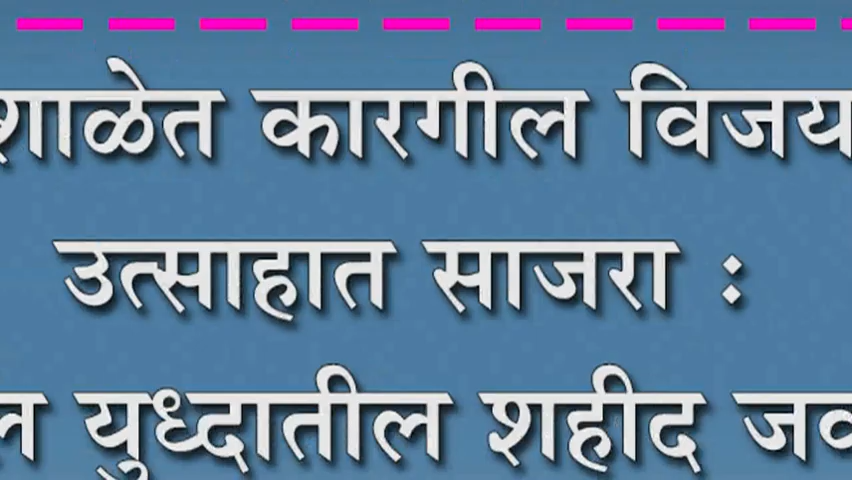 शाळेत कारगील विजय
उत्साहात साजरा :
युध्दातील शहीद